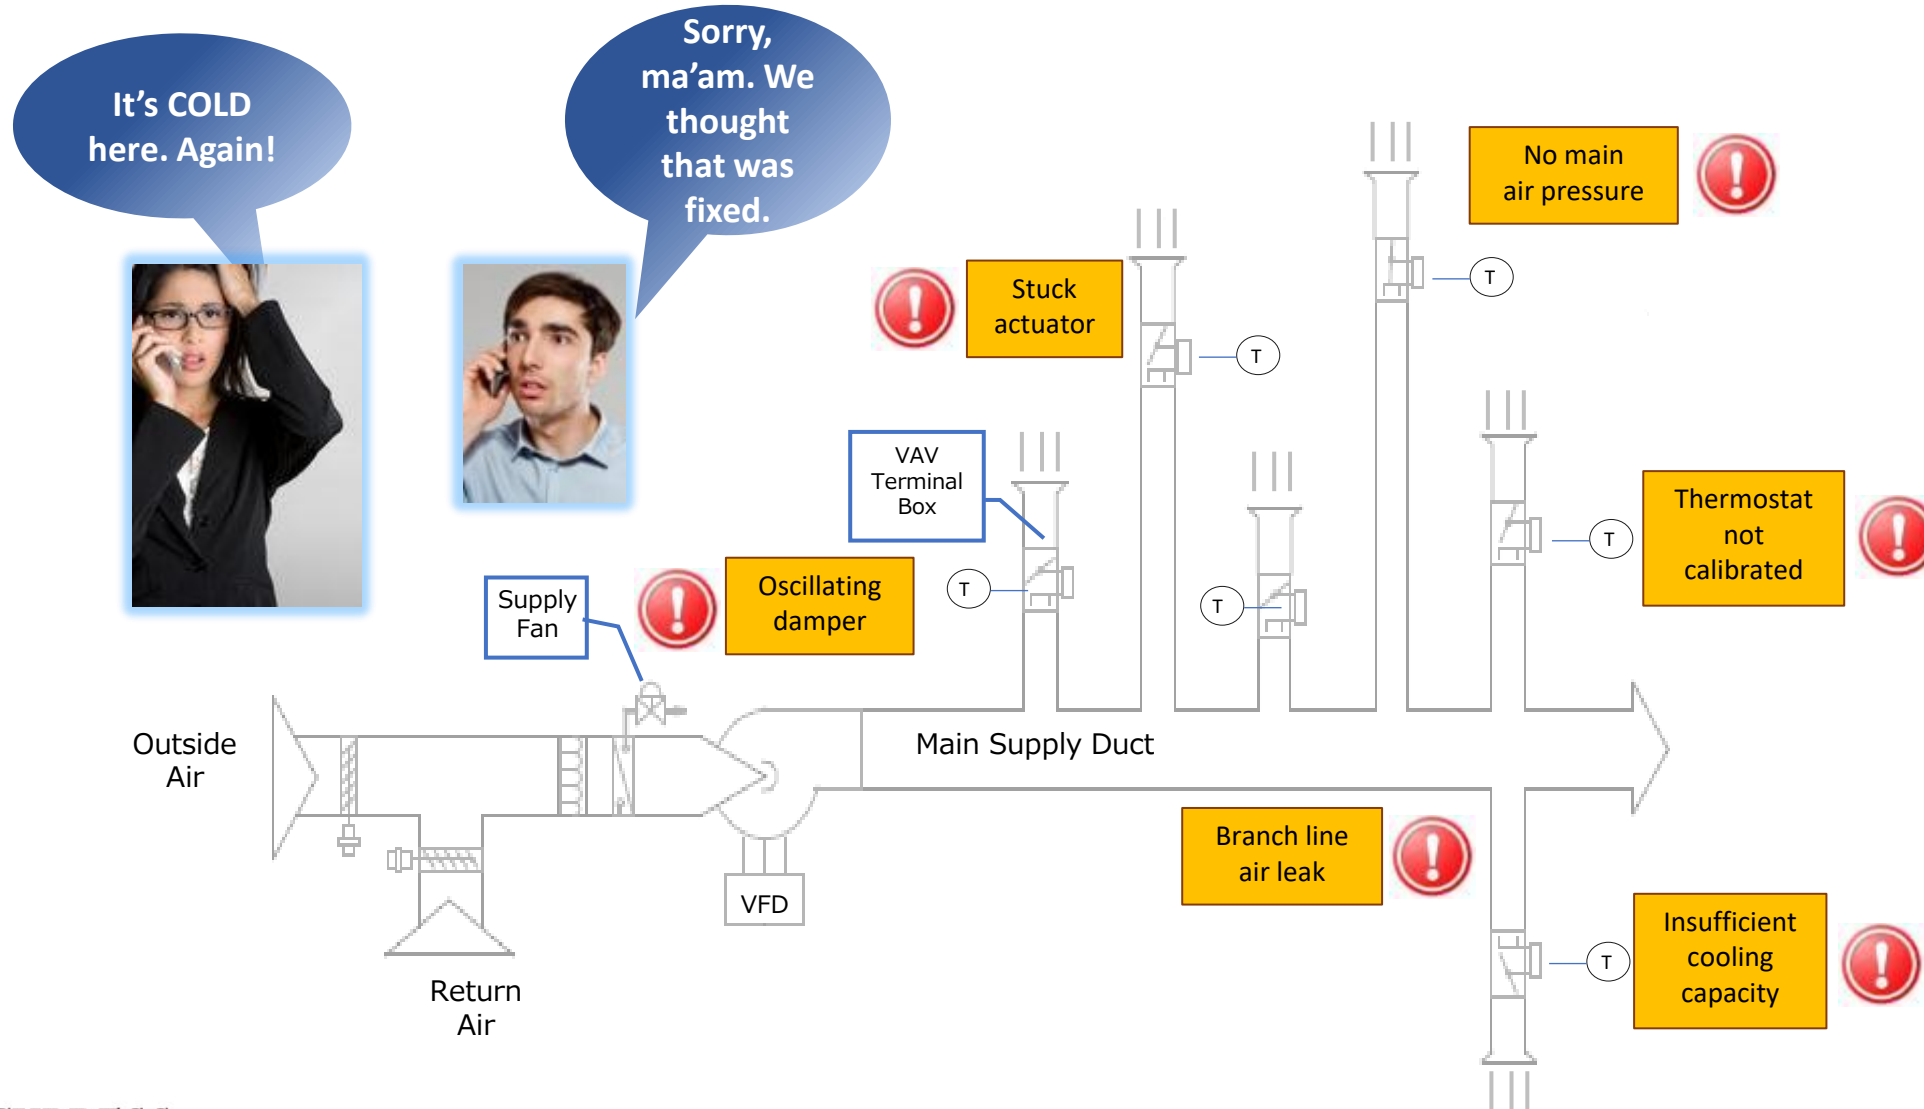 It’s COLD
here. Again!
Sorry,
ma’am. We
thought
that was
fixed.
No main
air pressure
T
Stuck
actuator
T
VAV
Terminal
Box
Thermostat
not
calibrated
T
Supply
Fan
Oscillating
damper
T
T
Outside
Air
Main Supply Duct
Branch line
air leak
VFD
Insufficient
cooling
capacity
T
Return
Air